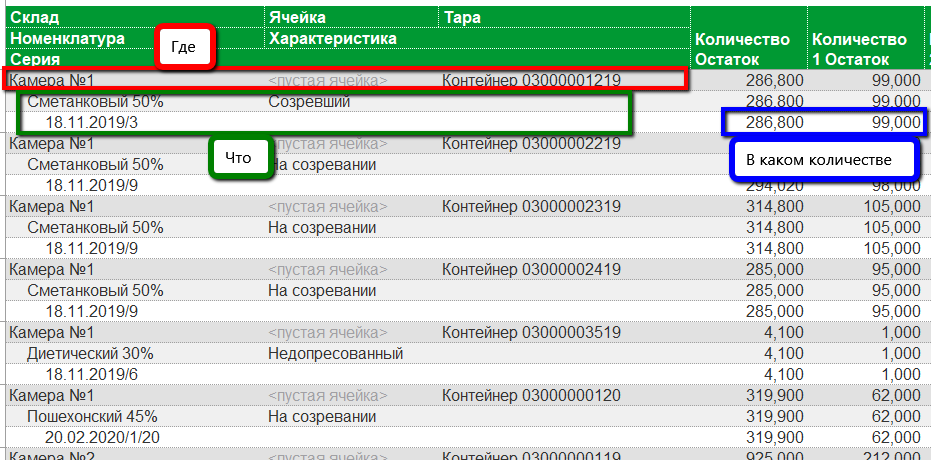 Склад Ячейка Тара
Номенклатура Характеристика Количество Остаток Количество 1 Остаток
Серия
Где
Камера №1 <пустая ячейка> Контейнер 03000001219 286,800 99,000
Сметанковый 50% Созревший 286,800 99,000
18.11.2019/3 286,800 99,000
Камера №1 <пустая ячейка> Контейнер 03000002219
Что
В каком количестве
Сметанковый 50% На созревании
18.11.2019/9 294,020 98,000
Камера №1 <пустая ячейка> Контейнер 03000002319 314,800 105,000
Сметанковый 50% На созревании 314,800 105,000
18.11.2019/9 314,800 105,000
Камера №1 <пустая ячейка> Контейнер 03000002419 285,000 95,000
Сметанковый 50% На созревании 285,000 95,000
18.11.2019/9 285,000 95,000
Камера №1 <пустая ячейка> Контейнер 03000003519 4,100 1,000
Диетический 30% Недопресованный 4,100 1,000
18.11.2019/6 4,100 1,000
Камера №1 <пустая ячейка> Контейнер 03000000120 319,900 62,000
Пошехонский 45% На созревании 319,900 62,000
20.02.2020/1/20 319,900 62,000
Камера №2 <пустая ячейка> Контейнер 03000000119 925,000 212,000